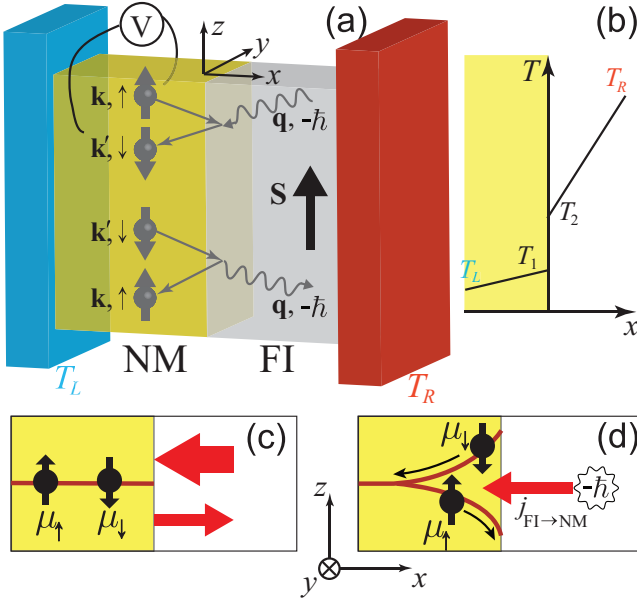 (a)
V
z
y
x
k, ↑
q, -ħ
k′, ↓
S
k′, ↓
k, ↑
q, -ħ
NM FI
T_L
T_R
(b)
T
T_R
T_2
T_1
T_L
x
(c)
μ↑ μ↓
(d)
μ↓
-ħ
j_FI→NM
μ↑
z
y
x